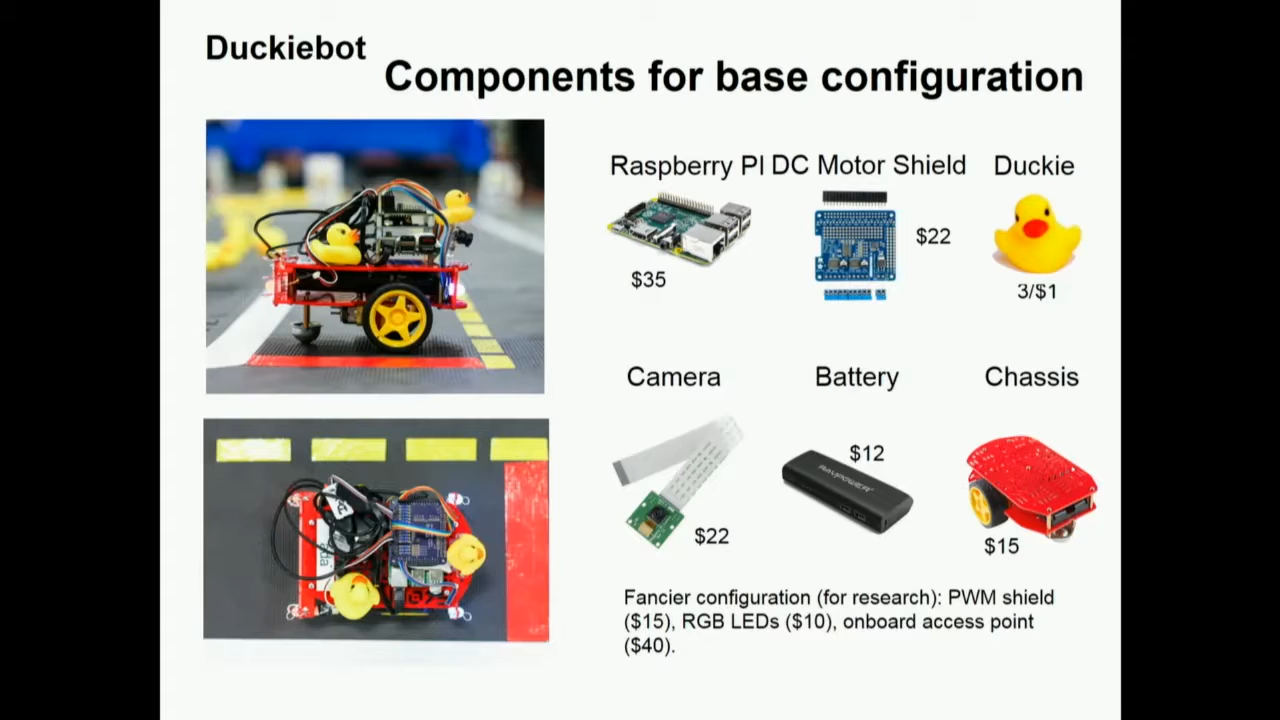 Duckiebot
Components for base configuration
Raspberry PI
DC Motor Shield
Duckie
$35
$22
3/$1
Camera
Battery
Chassis
$22
$12
RAVPOWER
$15
Fancier configuration (for research): PWM shield
($15), RGB LEDs ($10), onboard access point
($40).